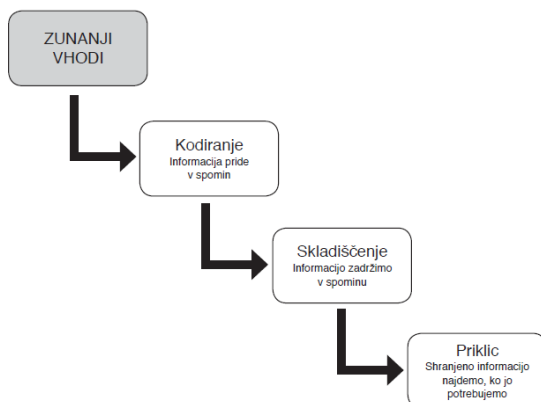 ZUNANJI
VHODI
Kodiranje
Informacija pride
v spomin
Skladiščenje
Informacijo zadržimo
v spominu
Priklic
Shranjeno informacijo
najdemo, ko jo
potrebujemo